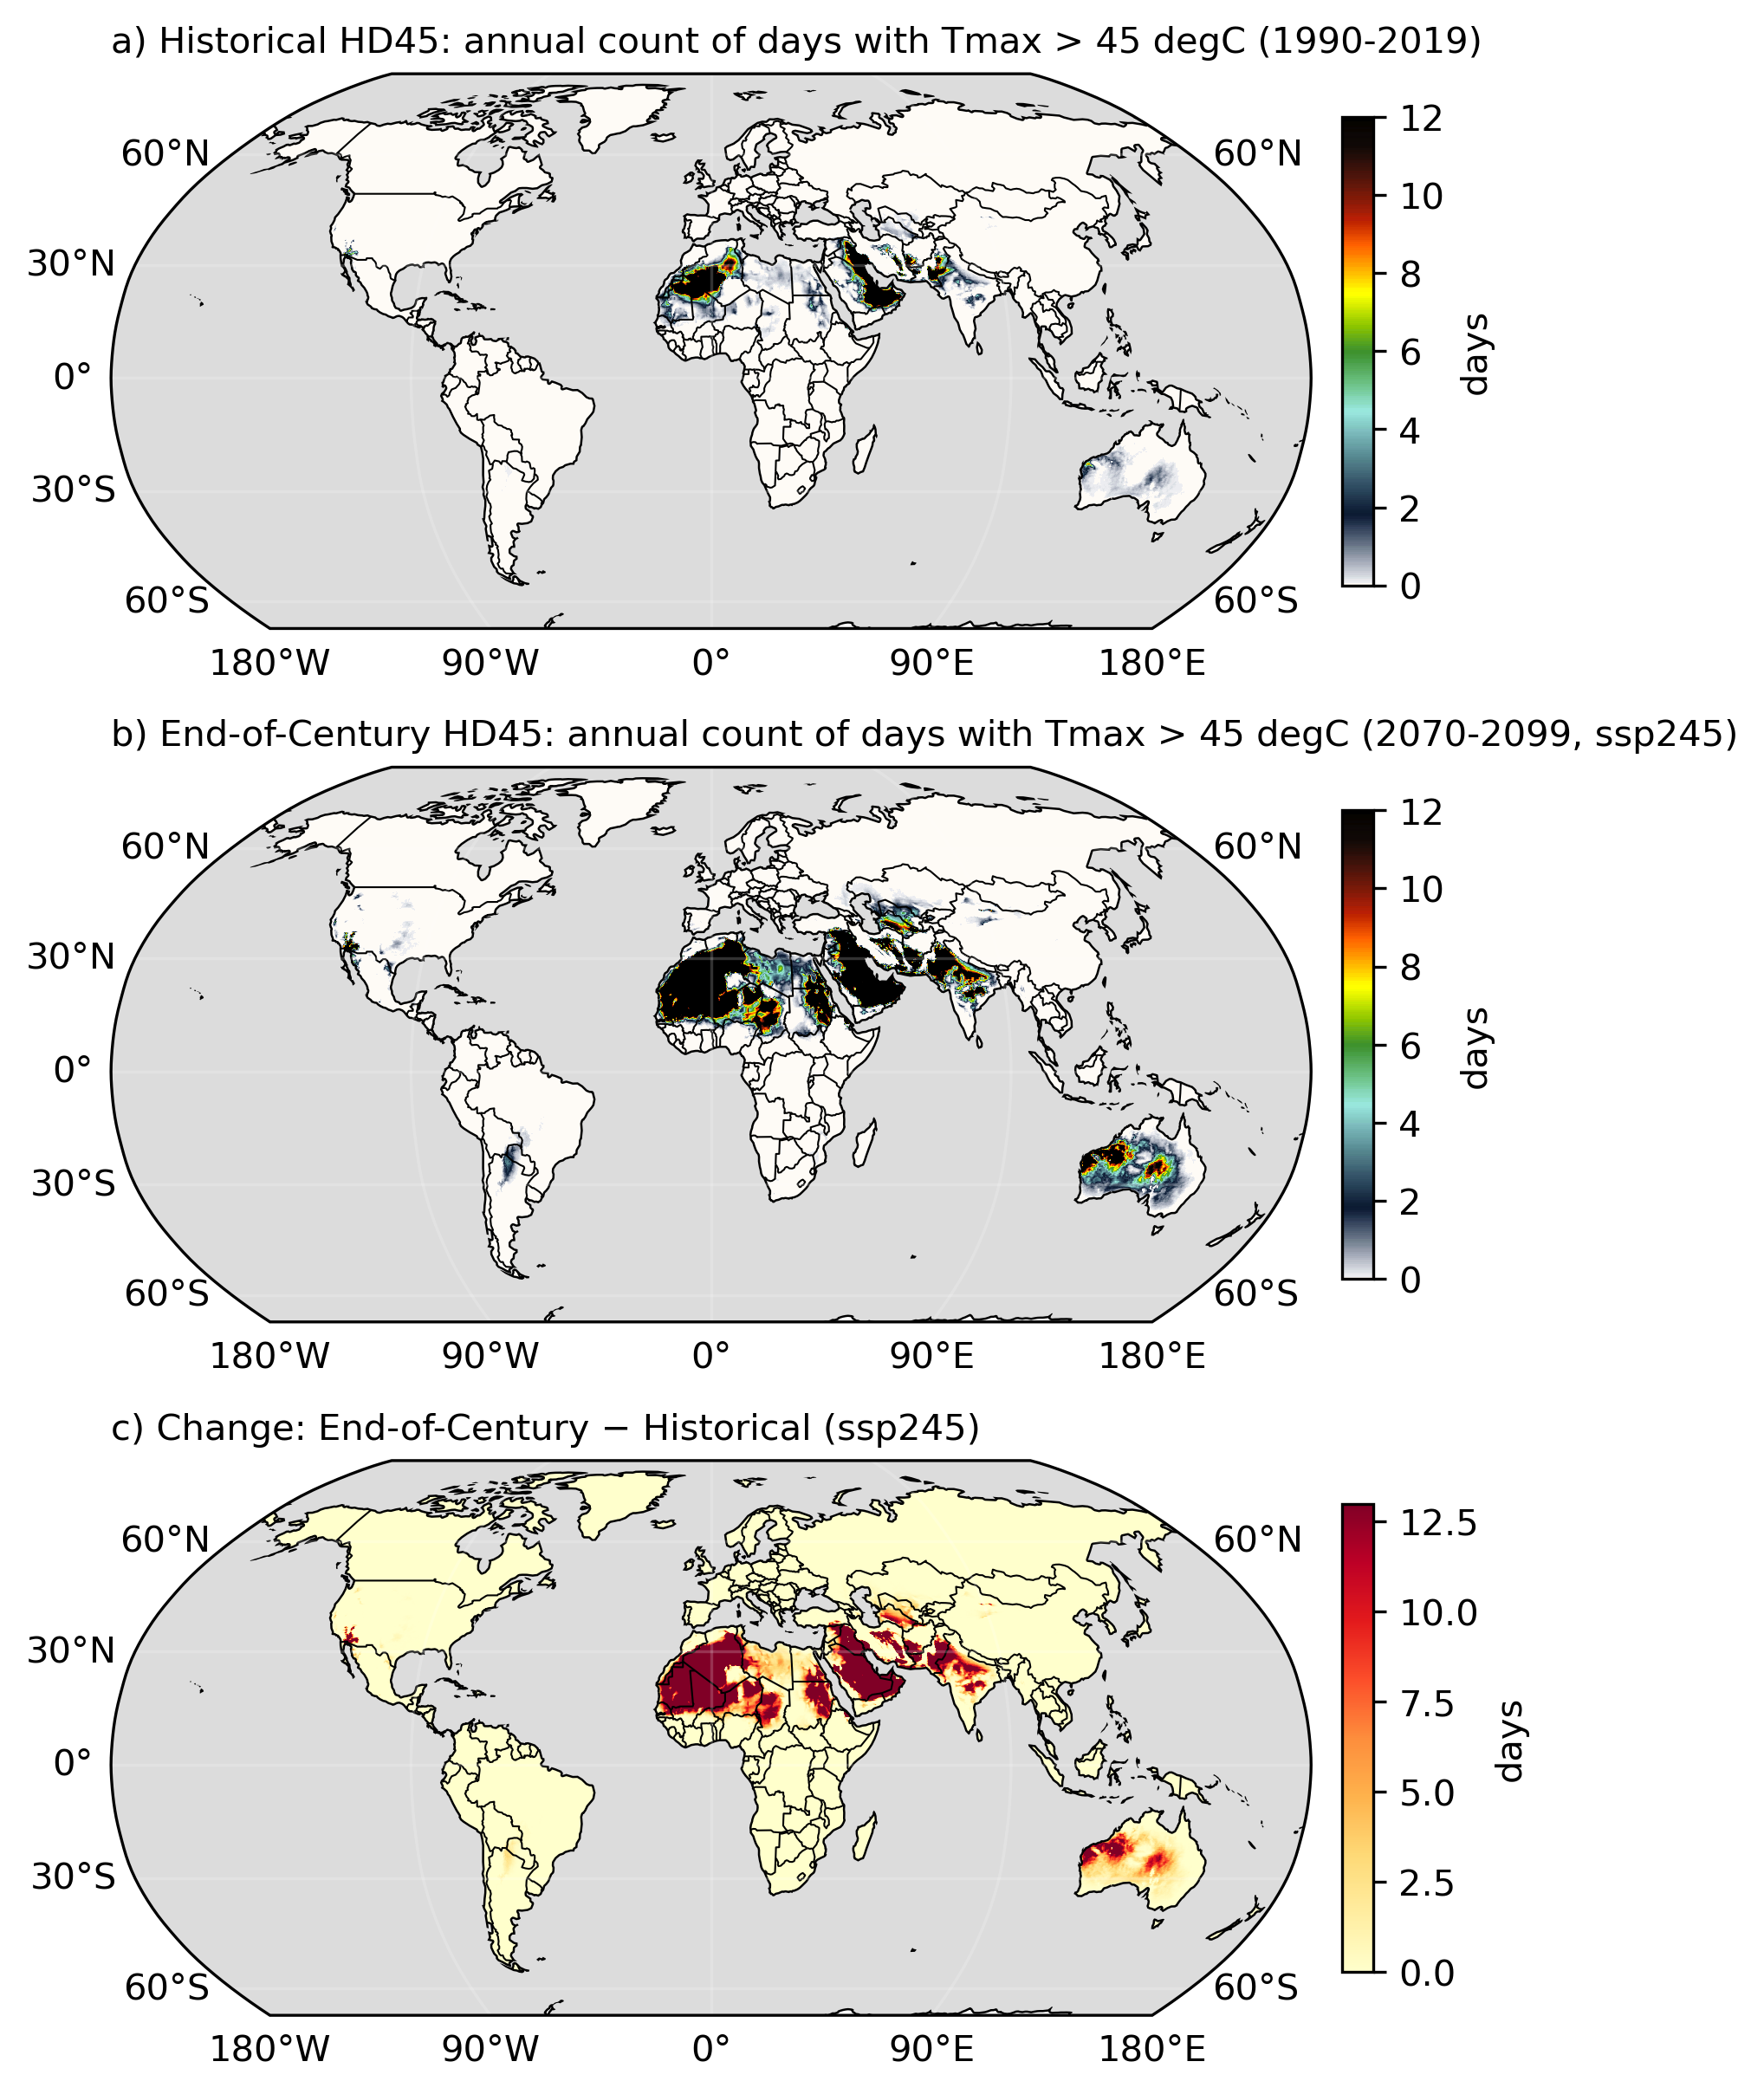 a) Historical HD45: annual count of days with Tmax > 45 degC (1990-2019)
60°N
60°N
30°N
0°
30°S
60°S
60°S
180°W
90°W
0°
90°E
180°E
12
10
8
6
4
2
0
days
b) End-of-Century HD45: annual count of days with Tmax > 45 degC (2070-2099, ssp245)
60°N
60°N
30°N
0°
30°S
60°S
60°S
180°W
90°W
0°
90°E
180°E
12
10
8
6
4
2
0
days
c) Change: End-of-Century − Historical (ssp245)
60°N
60°N
30°N
0°
30°S
60°S
60°S
180°W
90°W
0°
90°E
180°E
12.5
10.0
7.5
5.0
2.5
0.0
days